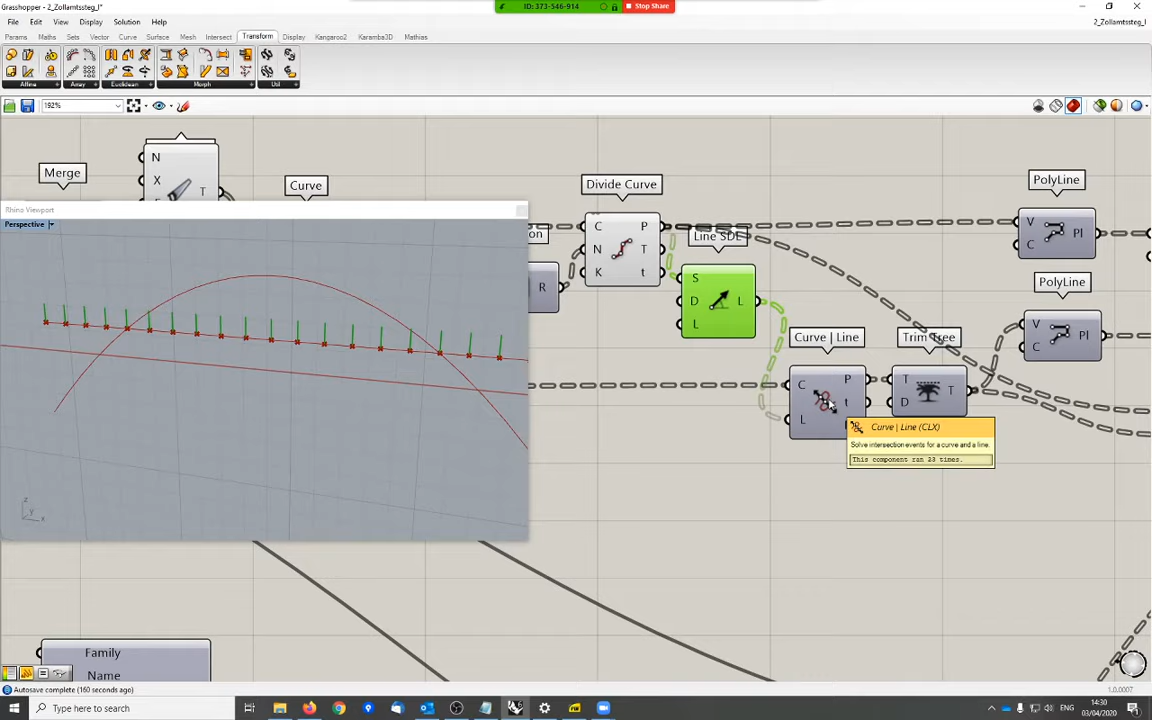 Grasshopper - 2_Zollamtssteg_I*
ID: 373-546-914
Stop Share
File Edit View Display Solution Help
2_Zollamtssteg_I
Params Maths Sets Vector Curve Surface Mesh Intersect Transform Display Kangaroo2 Karamba3D Mathias
Affine Array Euclidean Morph Util
192%
Merge
N
X
T
Curve
Divide Curve
C P
N T
K t
R
Line SDL
S
D L
L
PolyLine
V
C
Pl
PolyLine
V
C
Pl
Curve | Line
C P
t
L
Trim Tree
T
D
T
Curve | Line (CLX)
Solve intersection events for a curve and a line.
This component ran 23 times.
Rhino Viewport
Perspective
z
y
x
Family
Name
Autosave complete (160 seconds ago)
1.0.0007
Type here to search
ENG
14:30
03/04/2020